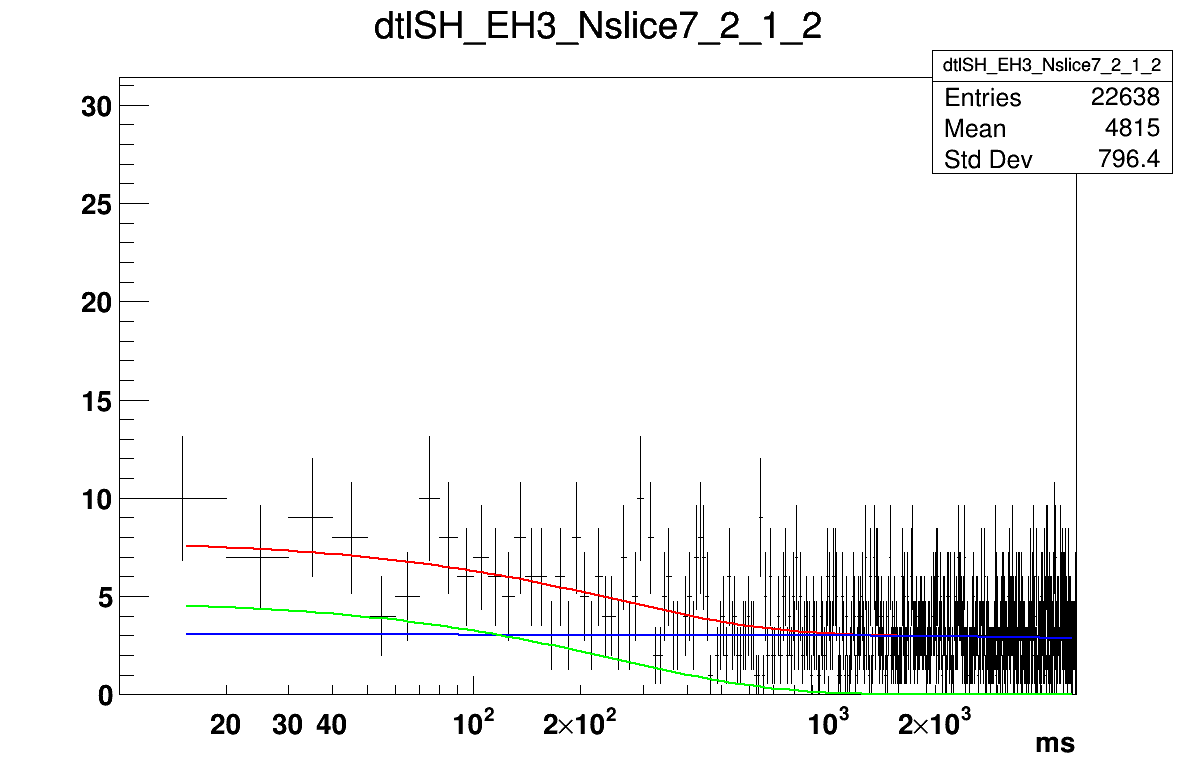 dtlSH_EH3_Nslice7_2_1_2
dtlSH_EH3_Nslice7_2_1_2
Entries 22638
Mean 4815
Std Dev 796.4
30
25
20
15
10
5
0
20 30 40 10² 2×10² 10³ 2×10³
ms